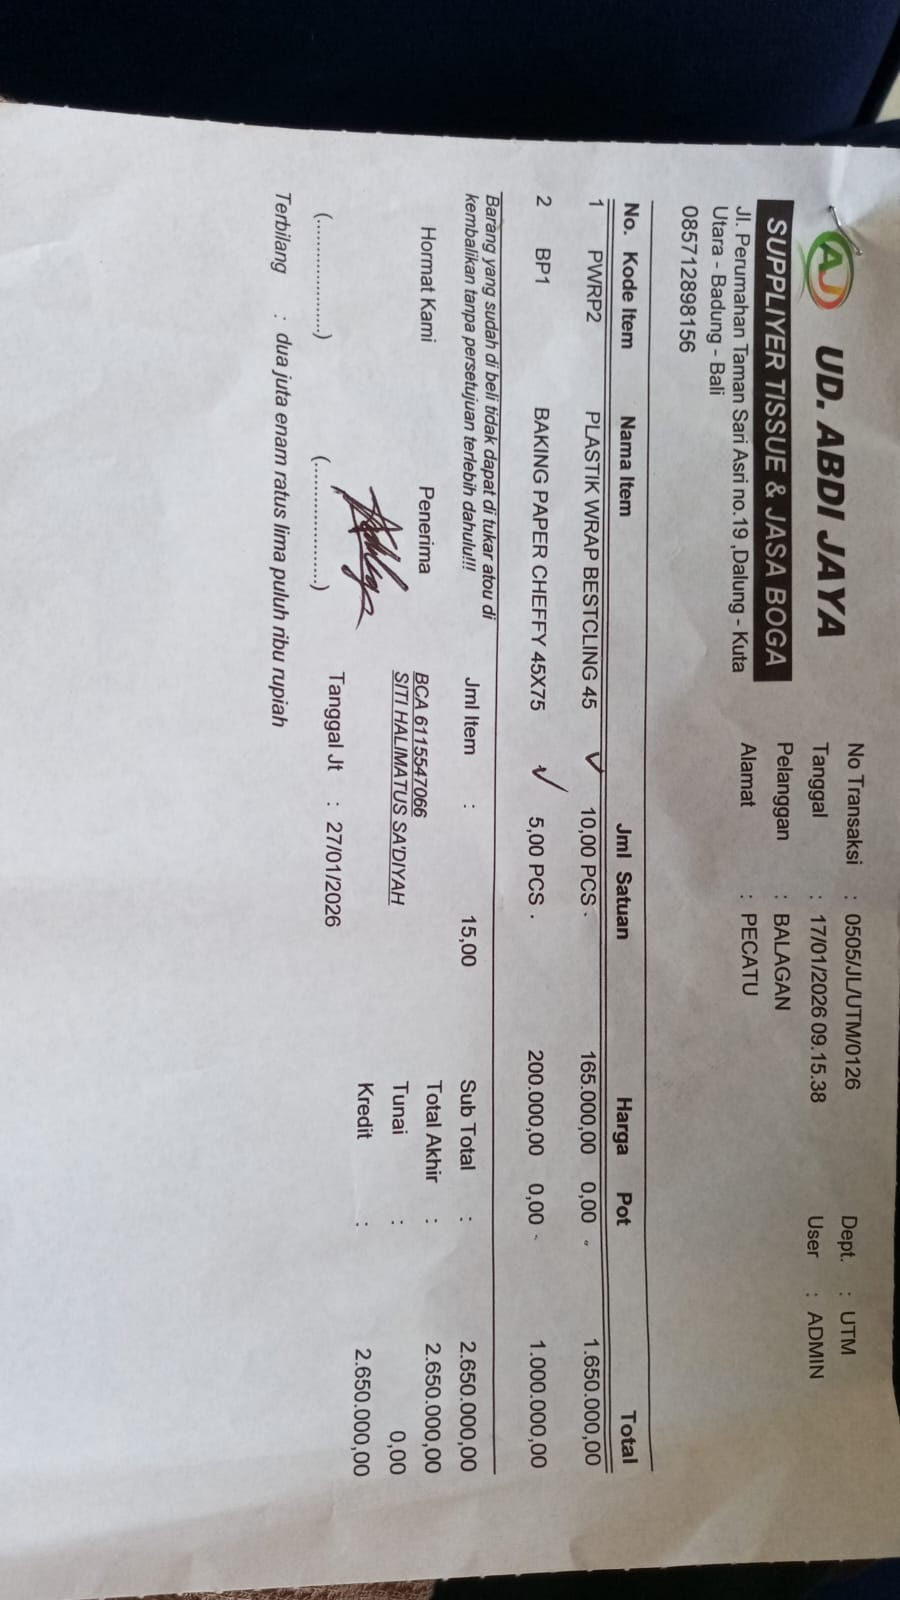 AJ UD. ABDI JAYA
SUPPLIYER TISSUE & JASA BOGA
Jl. Perumahan Taman Sari Asri no.19 ,Dalung - Kuta
Utara - Badung - Bali
085712898156
No Transaksi : 0505/JL/UTM/0126
Tanggal : 17/01/2026 09.15.38
Pelanggan : BALAGAN
Alamat : PECATU
Dept. : UTM
User : ADMIN
No. Kode Item Nama Item Jml Satuan Harga Pot Total
1 PWRP2 PLASTIK WRAP BESTCLING 45 10,00 PCS 165.000,00 0,00 1.650.000,00
2 BP1 BAKING PAPER CHEFFY 45X75 5,00 PCS 200.000,00 0,00 1.000.000,00
Barang yang sudah di beli tidak dapat di tukar atou di
kembalikan tanpa persetujuan terlebih dahulu!!!
Jml Item : 15,00
Sub Total : 2.650.000,00
Total Akhir : 2.650.000,00
Tunai : 0,00
Kredit : 2.650.000,00
Hormat Kami Penerima
BCA 6115547066
SITI HALIMATUS SA'DIYAH
(..................) (..................)
Tanggal Jt : 27/01/2026
Terbilang : dua juta enam ratus lima puluh ribu rupiah